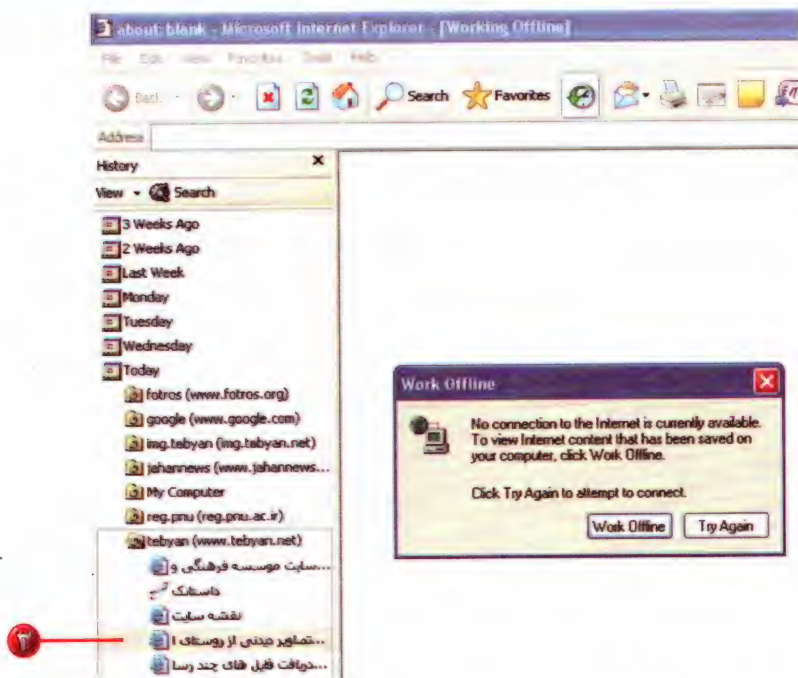 about:blank - Microsoft Internet Explorer - [Working Offline]
File Edit View Favorites Tools Help
Back Search Favorites
Address
History
View Search
3 Weeks Ago
2 Weeks Ago
Last Week
Monday
Tuesday
Wednesday
Today
fotros (www.fotros.org)
google (www.google.com)
img.tebyan (img.tebyan.net)
jahannews (www.jahannews...
My Computer
reg.pnu (reg.pnu.ac.ir)
tebyan (www.tebyan.net)
سایت موسسه فرهنگی و...
داستانک
نقشه سایت
تصاویر دیدنی از روستای ا...
دریافت فایل های چند رسا...
Work Offline
No connection to the Internet is currently available.
To view Internet content that has been saved on
your computer, click Work Offline.
Click Try Again to attempt to connect.
Work Offline Try Again
۳